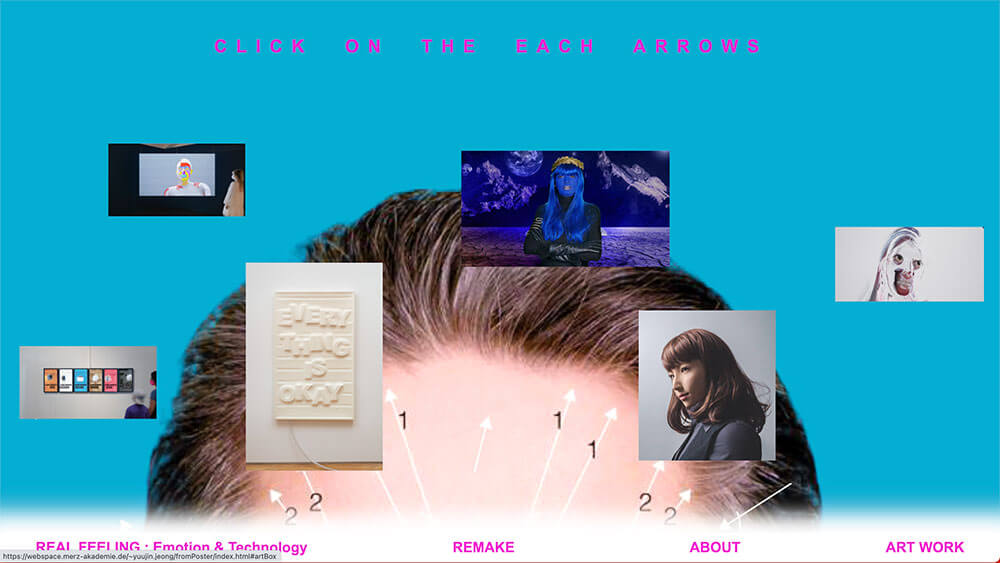 CLICK ON THE EACH ARROWS
EVERY
THING
IS
OKAY
1
1
1
2
2
2
2
REAL FEELING : Emotion & Technology
REMAKE
ABOUT
ART WORK
https://webspace.merz-akademie.de/~yuujin.jeong/fromPoster/index.html#artBox